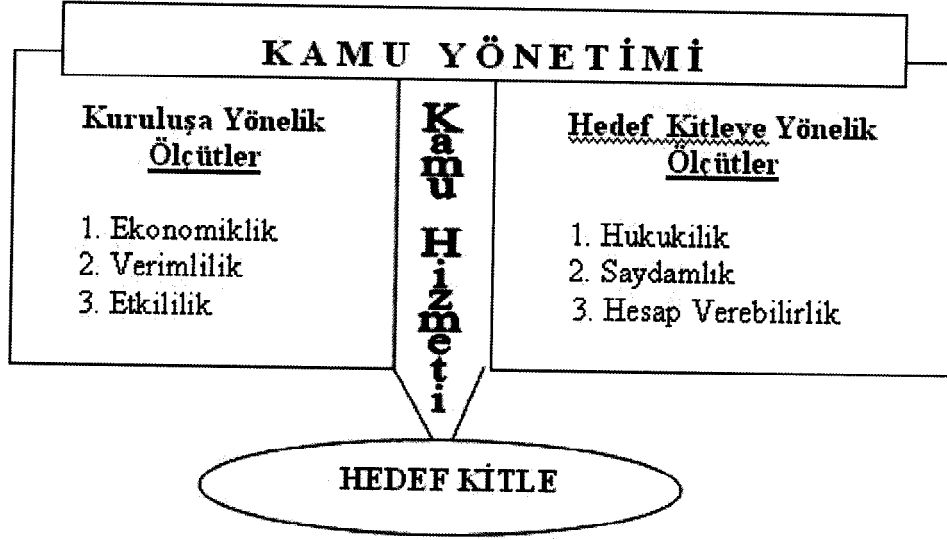 KAMU YÖNETİMİ
Kuruluşa Yönelik
Ölçütler
1. Ekonomiklik
2. Verimlilik
3. Etkililik
Kamu Hizmeti
Hedef Kitleye Yönelik
Ölçütler
1. Hukukilik
2. Saydamlık
3. Hesap Verebilirlik
HEDEF KİTLE